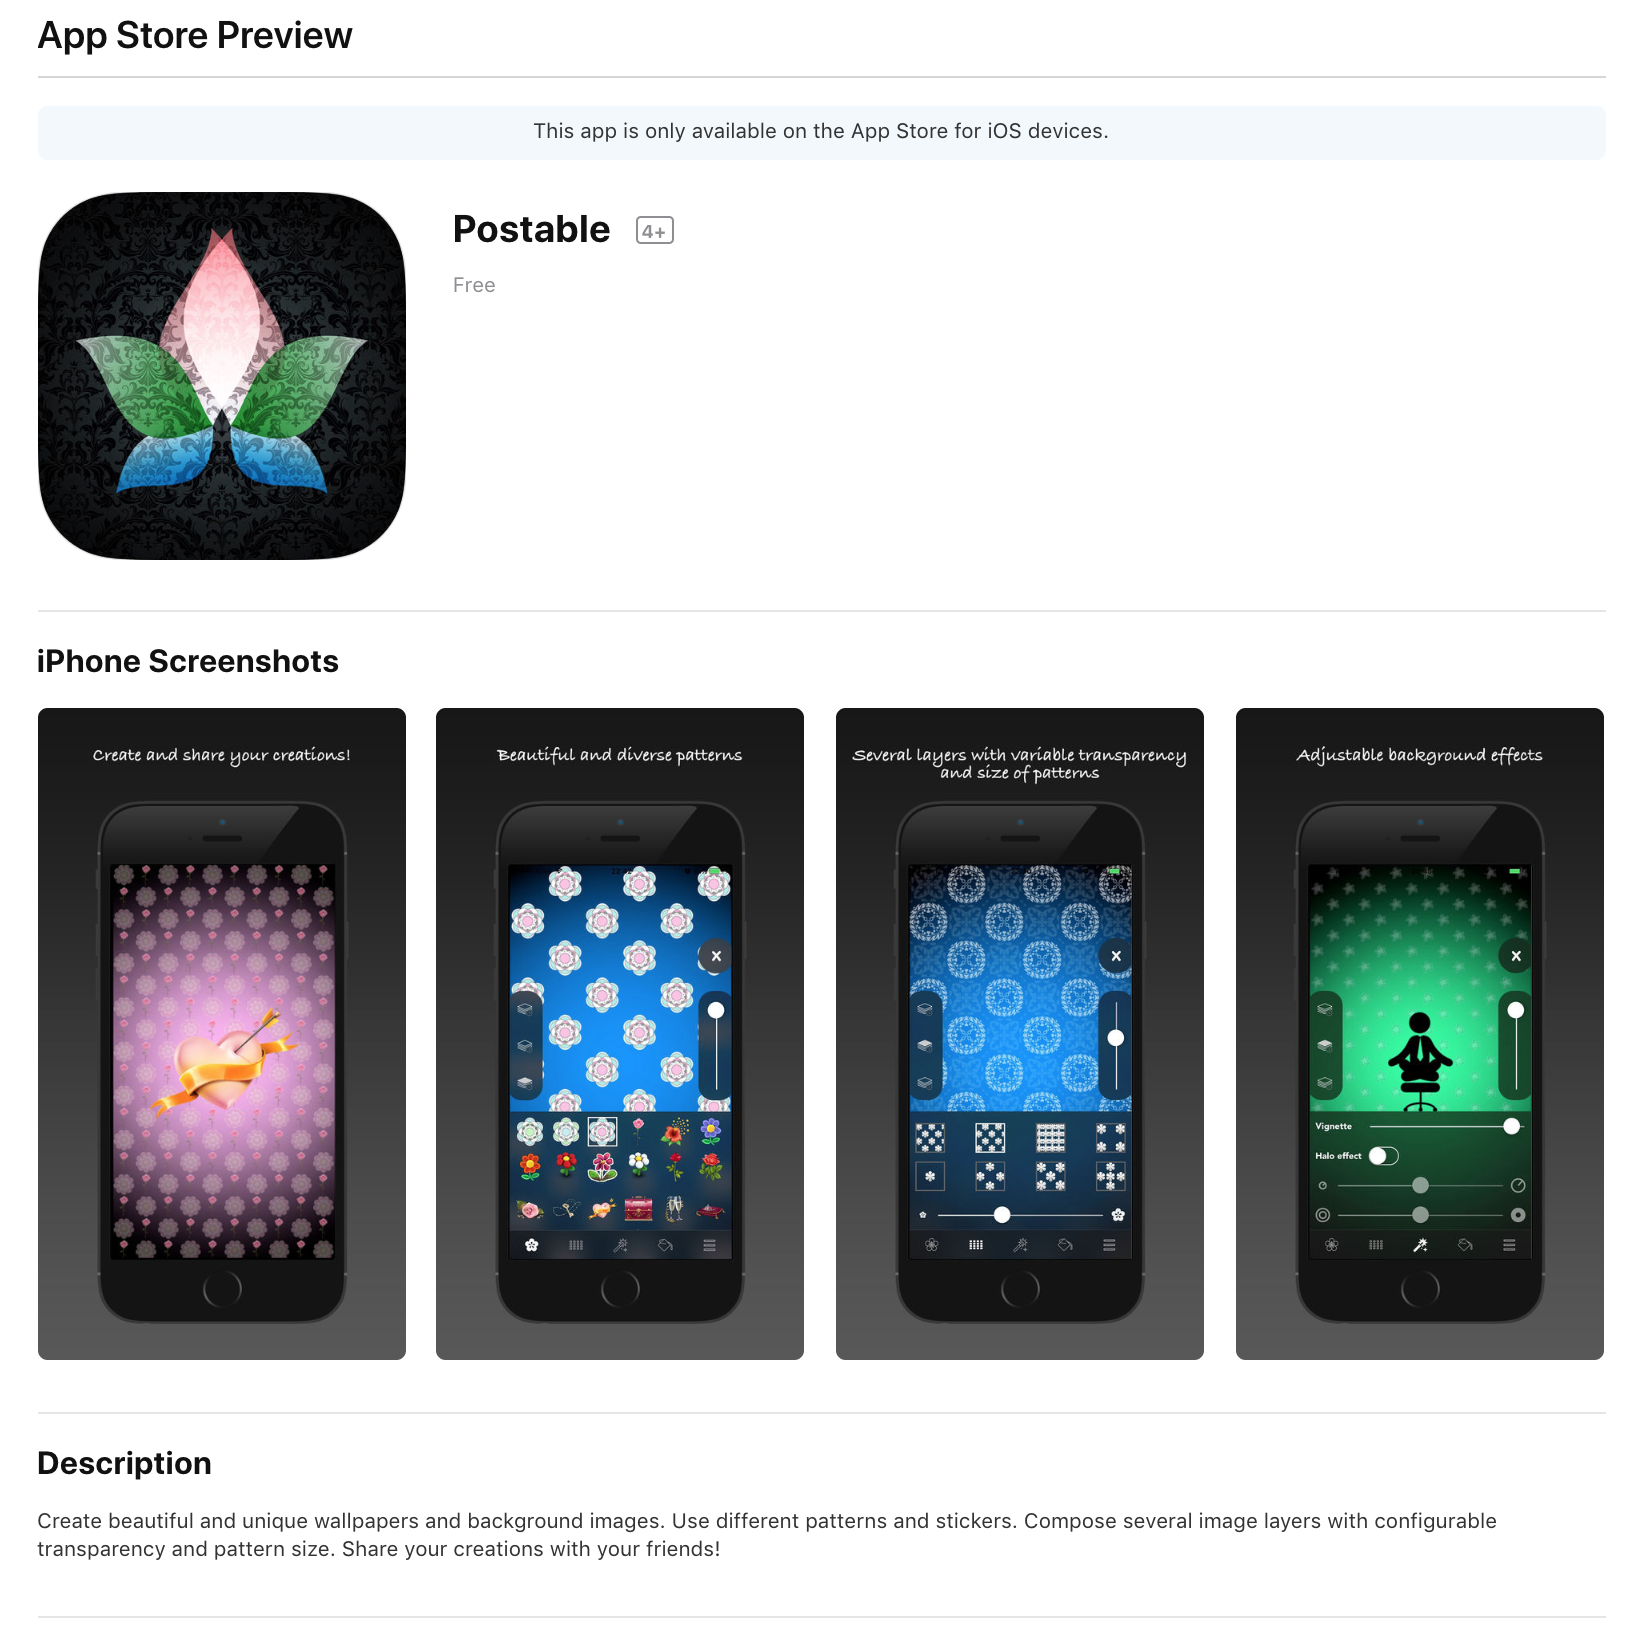 App Store Preview
This app is only available on the App Store for iOS devices.
Postable 4+
Free
iPhone Screenshots
Create and share your creations!
Beautiful and diverse patterns
Several layers with variable transparency
and size of patterns
Adjustable background effects
Vignette
Halo effect
Description
Create beautiful and unique wallpapers and background images. Use different patterns and stickers. Compose several image layers with configurable
transparency and pattern size. Share your creations with your friends!